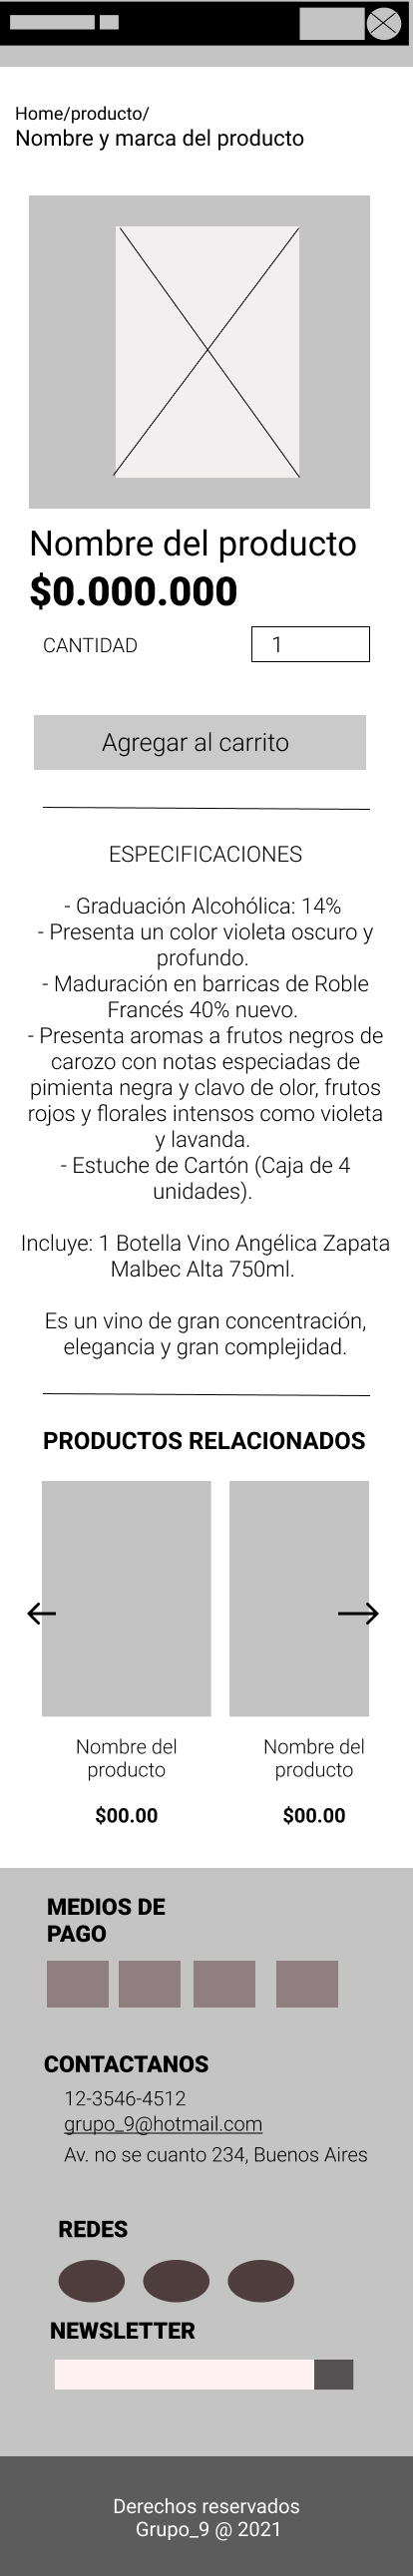 Home/producto/
Nombre y marca del producto
Nombre del producto
$0.000.000
CANTIDAD 1
Agregar al carrito
ESPECIFICACIONES
- Graduación Alcohólica: 14%
- Presenta un color violeta oscuro y
profundo.
- Maduración en barricas de Roble
Francés 40% nuevo.
- Presenta aromas a frutos negros de
carozo con notas especiadas de
pimienta negra y clavo de olor, frutos
rojos y florales intensos como violeta
y lavanda.
- Estuche de Cartón (Caja de 4
unidades).
Incluye: 1 Botella Vino Angélica Zapata
Malbec Alta 750ml.
Es un vino de gran concentración,
elegancia y gran complejidad.
PRODUCTOS RELACIONADOS
Nombre del
producto
$00.00
Nombre del
producto
$00.00
MEDIOS DE
PAGO
CONTACTANOS
12-3546-4512
grupo_9@hotmail.com
Av. no se cuanto 234, Buenos Aires
REDES
NEWSLETTER
Derechos reservados
Grupo_9 @ 2021